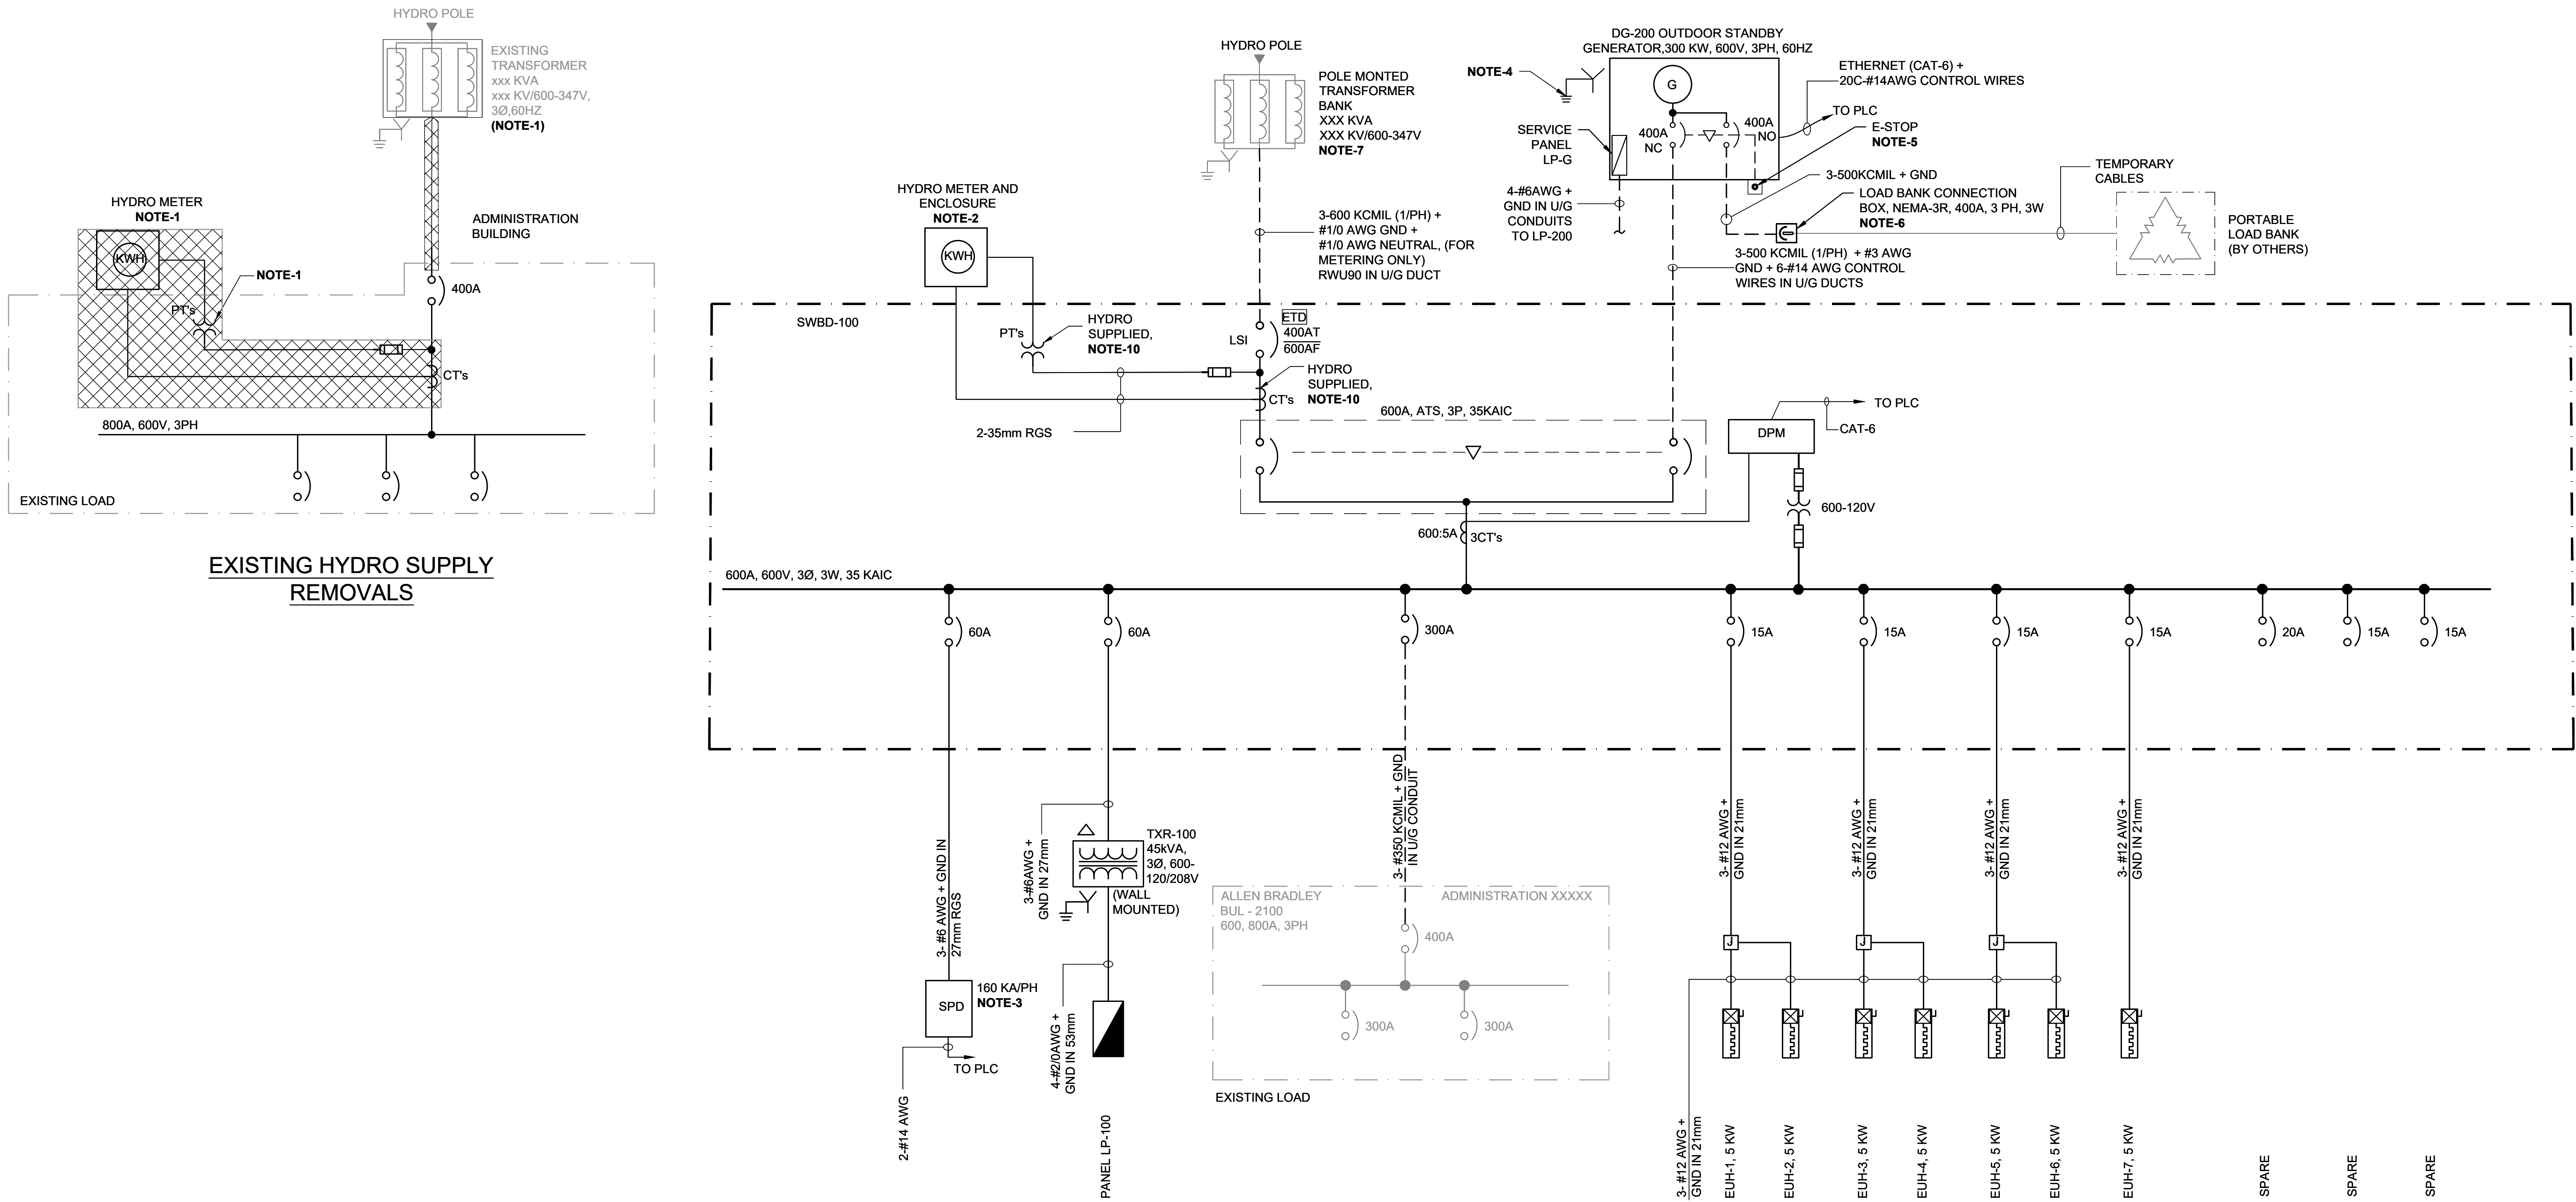 HYDRO POLE
EXISTING
TRANSFORMER
xxx KVA
xxx KV/600-347V,
3Ø,60HZ
(NOTE-1)
HYDRO METER
NOTE-1
KWH
ADMINISTRATION
BUILDING
NOTE-1
PT's
400A
CT's
800A, 600V, 3PH
EXISTING LOAD
EXISTING HYDRO SUPPLY
REMOVALS
HYDRO POLE
POLE MONTED
TRANSFORMER
BANK
XXX KVA
XXX KV/600-347V
NOTE-7
HYDRO METER AND
ENCLOSURE
NOTE-2
KWH
3-600 KCMIL (1/PH) +
#1/0 AWG GND +
#1/0 AWG NEUTRAL, (FOR
METERING ONLY)
RWU90 IN U/G DUCT
DG-200 OUTDOOR STANDBY
GENERATOR,300 KW, 600V, 3PH, 60HZ
NOTE-4
G
SERVICE
PANEL
LP-G
400A
NC
400A
NO
4-#6AWG +
GND IN U/G
CONDUITS
TO LP-200
ETHERNET (CAT-6) +
20C-#14AWG CONTROL WIRES
TO PLC
E-STOP
NOTE-5
3-500KCMIL + GND
LOAD BANK CONNECTION
BOX, NEMA-3R, 400A, 3 PH, 3W
NOTE-6
TEMPORARY
CABLES
PORTABLE
LOAD BANK
(BY OTHERS)
3-500 KCMIL (1/PH) + #3 AWG
GND + 6-#14 AWG CONTROL
WIRES IN U/G DUCTS
SWBD-100
PT's
HYDRO
SUPPLIED,
NOTE-10
LSI
ETD
400AT
600AF
HYDRO
SUPPLIED,
NOTE-10
CT's
2-35mm RGS
600A, ATS, 3P, 35KAIC
DPM
TO PLC
CAT-6
600-120V
600:5A
3CT's
600A, 600V, 3Ø, 3W, 35 KAIC
60A
60A
300A
15A
15A
15A
15A
20A
15A
15A
3- #6 AWG + GND IN
27mm RGS
SPD
160 KA/PH
NOTE-3
TO PLC
2-#14 AWG
3-#6AWG +
GND IN 27mm
TXR-100
45kVA,
3Ø, 600-
120/208V
(WALL
MOUNTED)
4-#2/0AWG +
GND IN 53mm
PANEL LP-100
3- #350 KCMIL + GND
IN U/G CONDUIT
ALLEN BRADLEY
BUL - 2100
600, 800A, 3PH
ADMINISTRATION XXXXX
400A
300A
300A
EXISTING LOAD
3- #12 AWG +
GND IN 21mm
3- #12 AWG +
GND IN 21mm
3- #12 AWG +
GND IN 21mm
3- #12 AWG +
GND IN 21mm
J
J
J
3- #12 AWG +
GND IN 21mm
EUH-1, 5 KW
EUH-2, 5 KW
EUH-3, 5 KW
EUH-4, 5 KW
EUH-5, 5 KW
EUH-6, 5 KW
EUH-7, 5 KW
SPARE
SPARE
SPARE